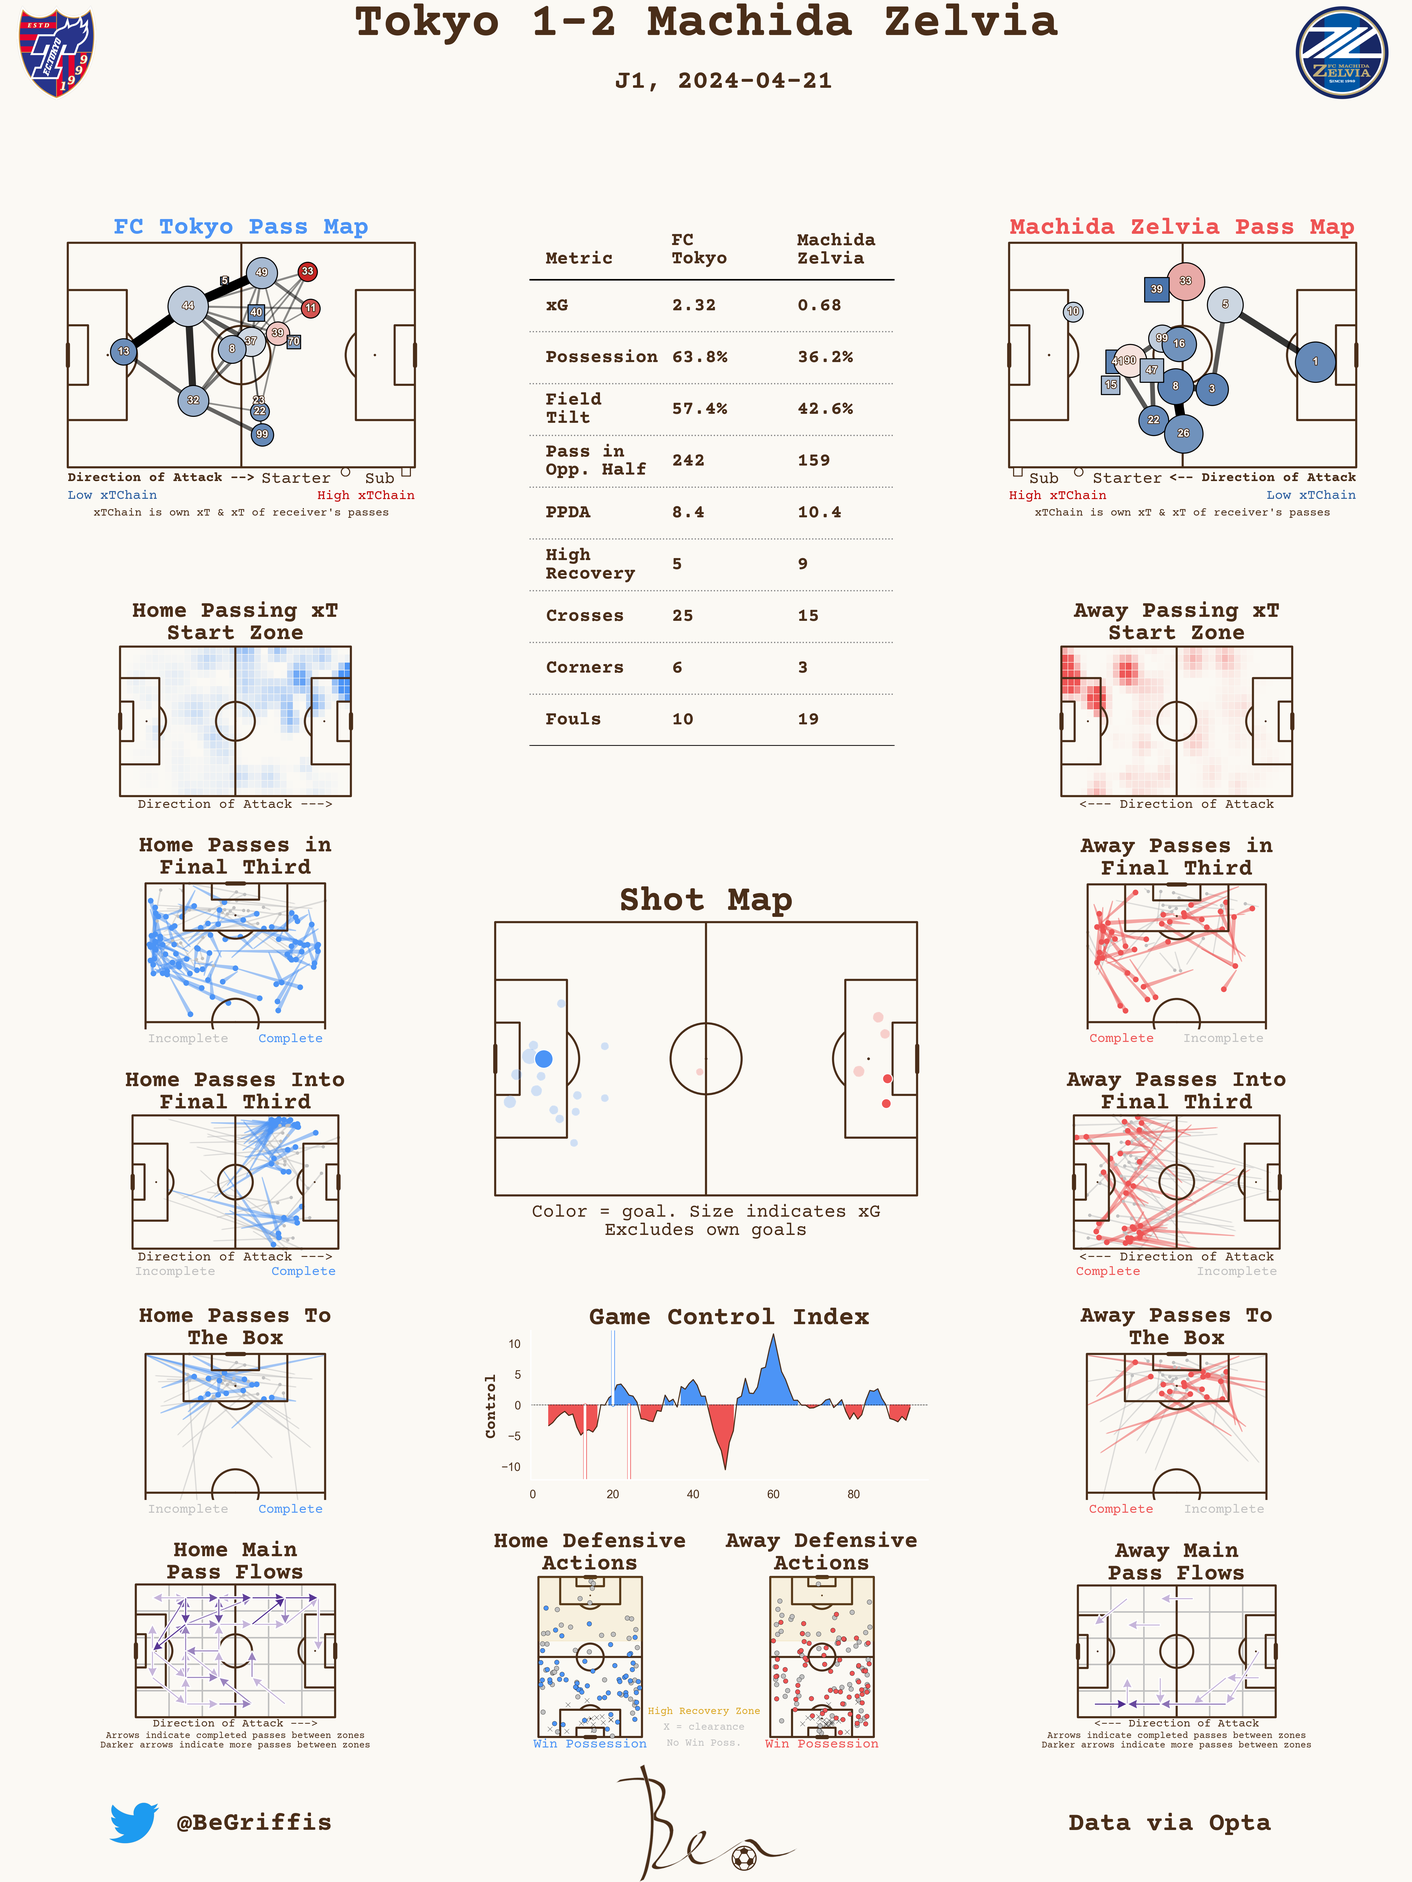 Tokyo 1-2 Machida Zelvia
J1, 2024-04-21
ESTD
F.C.TOKYO
1999
FC MACHIDA
ZELVIA
SINCE 1989
FC Tokyo Pass Map
5
49
33
44
40
11
39
37
70
8
13
32
23
22
99
Direction of Attack --> Starter Sub
Low xTChain High xTChain
xTChain is own xT & xT of receiver's passes
Metric FC Tokyo Machida Zelvia
xG 2.32 0.68
Possession 63.8% 36.2%
Field Tilt 57.4% 42.6%
Pass in Opp. Half 242 159
PPDA 8.4 10.4
High Recovery 5 9
Crosses 25 15
Corners 6 3
Fouls 10 19
Machida Zelvia Pass Map
39
33
10
5
99
16
41
90
47
1
15
8
3
22
26
Sub Starter <-- Direction of Attack
High xTChain Low xTChain
xTChain is own xT & xT of receiver's passes
Home Passing xT
Start Zone
Direction of Attack --->
Away Passing xT
Start Zone
<--- Direction of Attack
Home Passes in
Final Third
Incomplete Complete
Away Passes in
Final Third
Complete Incomplete
Shot Map
Color = goal. Size indicates xG
Excludes own goals
Home Passes Into
Final Third
Direction of Attack --->
Incomplete Complete
Away Passes Into
Final Third
<--- Direction of Attack
Complete Incomplete
Home Passes To
The Box
Incomplete Complete
Game Control Index
Control
10
5
0
−5
−10
0 20 40 60 80
Away Passes To
The Box
Complete Incomplete
Home Main
Pass Flows
Direction of Attack --->
Arrows indicate completed passes between zones
Darker arrows indicate more passes between zones
Home Defensive
Actions
Win Possession
High Recovery Zone
X = clearance
No Win Poss.
Away Defensive
Actions
Win Possession
Away Main
Pass Flows
<--- Direction of Attack
Arrows indicate completed passes between zones
Darker arrows indicate more passes between zones
@BeGriffis
Ben
Data via Opta